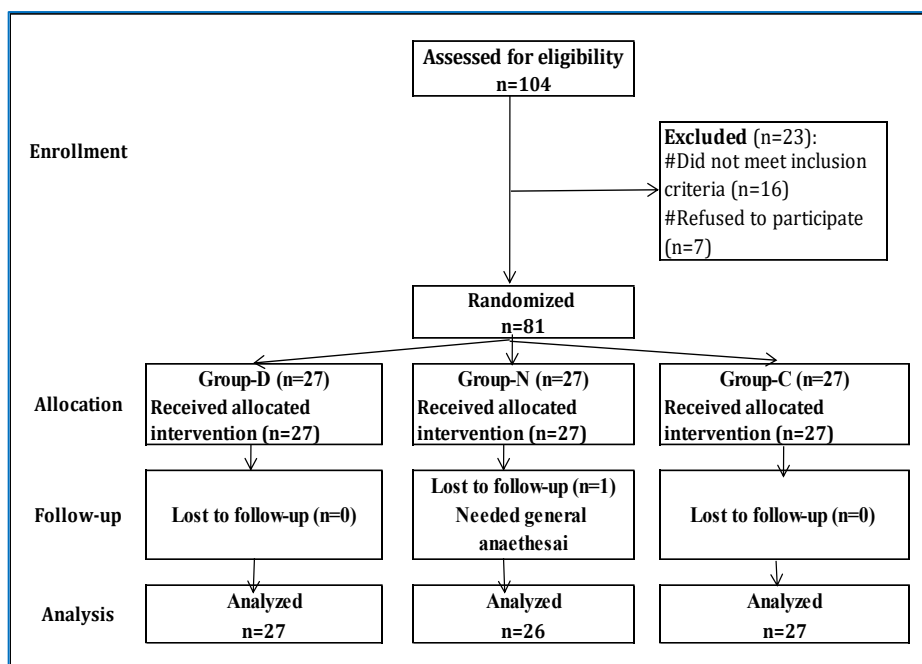 Assessed for eligibility
n=104
Enrollment
Excluded (n=23):
#Did not meet inclusion
criteria (n=16)
#Refused to participate
(n=7)
Randomized
n=81
Allocation
Group-D (n=27)
Received allocated
intervention (n=27)
Group-N (n=27)
Received allocated
intervention (n=27)
Group-C (n=27)
Received allocated
intervention (n=27)
Follow-up
Lost to follow-up (n=0)
Lost to follow-up (n=1)
Needed general
anaethesai
Lost to follow-up (n=0)
Analysis
Analyzed
n=27
Analyzed
n=26
Analyzed
n=27